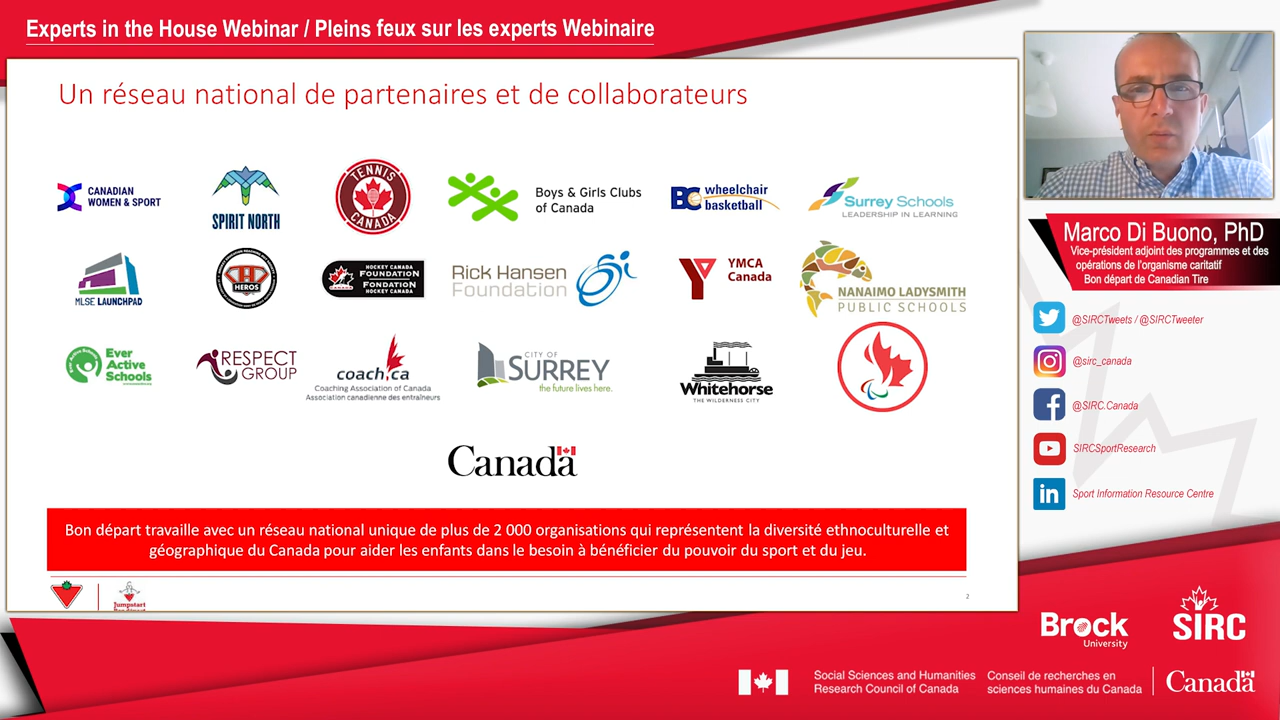 Experts in the House Webinar / Pleins feux sur les experts Webinaire
Un réseau national de partenaires et de collaborateurs
CANADIAN
WOMEN & SPORT
SPIRIT NORTH
TENNIS
CANADA
Boys & Girls Clubs
of Canada
BC wheelchair
basketball
Surrey Schools
LEADERSHIP IN LEARNING
MLSE LAUNCHPAD
HEROS
HOCKEY CANADA
FOUNDATION
FONDATION
HOCKEY CANADA
Rick Hansen
Foundation
YMCA
Canada
NANAIMO LADYSMITH
PUBLIC SCHOOLS
Ever
Active
Schools
RESPECT
GROUP
coach.ca
Coaching Association of Canada
Association canadienne des entraîneurs
CITY OF
SURREY
the future lives here.
Whitehorse
THE WILDERNESS CITY
Canada
Bon départ travaille avec un réseau national unique de plus de 2 000 organisations qui représentent la diversité ethnoculturelle et
géographique du Canada pour aider les enfants dans le besoin à bénéficier du pouvoir du sport et du jeu.
Jumpstart
2
Marco Di Buono, PhD
Vice-président adjoint des programmes et des
opérations de l'organisme caritatif
Bon départ de Canadian Tire
@SIRCTweets / @SIRCTweeter
@sirc_canada
@SIRC.Canada
SIRCSportResearch
in
Sport Information Resource Centre
Brock
University
SIRC
Social Sciences and Humanities
Research Council of Canada
Conseil de recherches en
sciences humaines du Canada
Canada